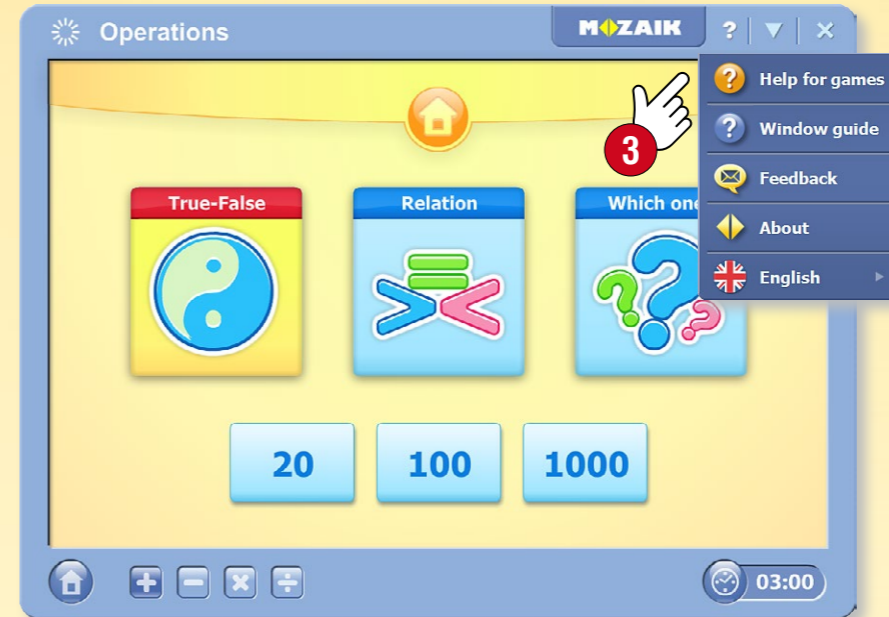 Operations
MOZAIK
?
Help for games
Window guide
Feedback
About
English
3
True-False
Relation
Which one
20
100
1000
03:00